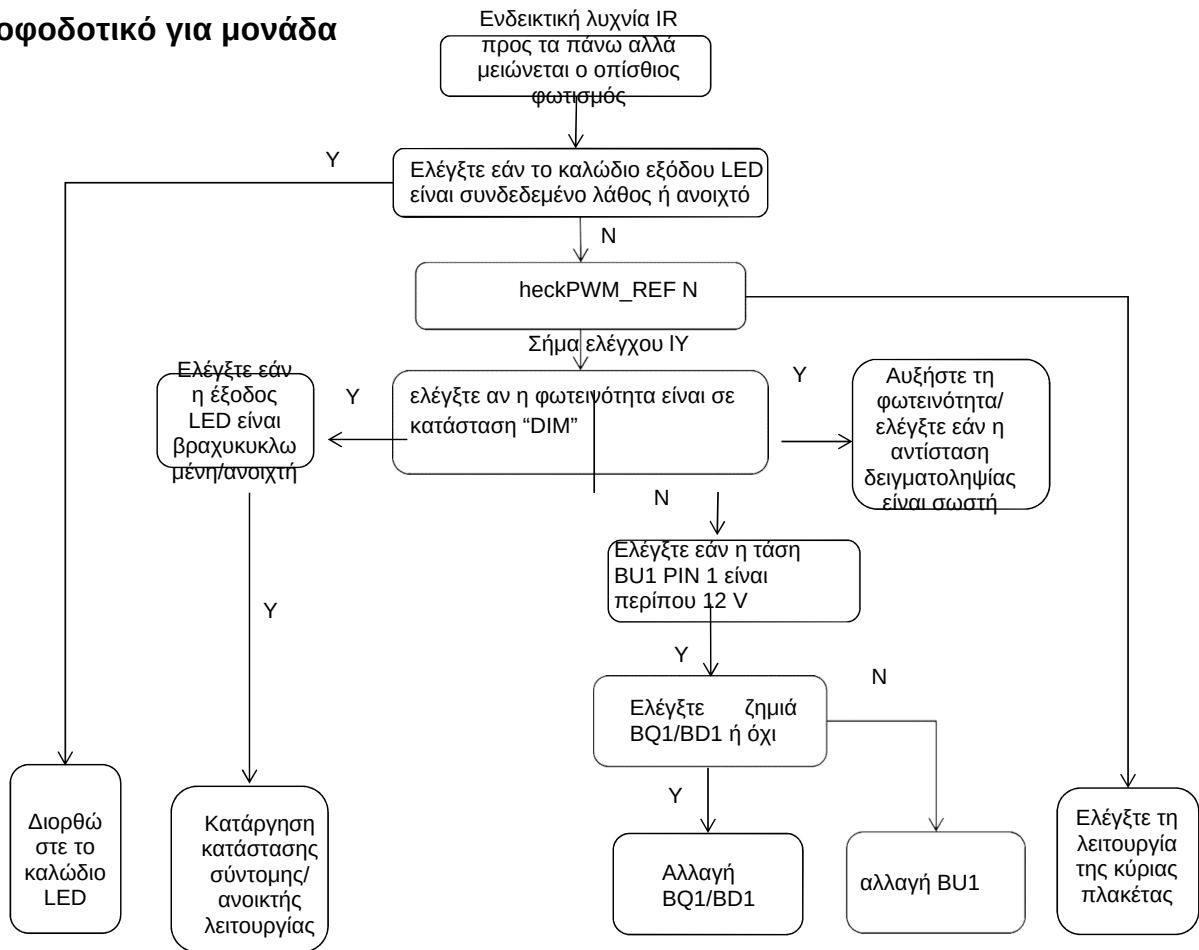 οφοδοτικό για μονάδα
Ενδεικτική λυχνία IR
προς τα πάνω αλλά
μειώνεται ο οπίσθιος
φωτισμός
Y
Ελέγξτε εάν το καλώδιο εξόδου LED
είναι συνδεδεμένο λάθος ή ανοιχτό
N
heckPWM_REF N
Σήμα ελέγχου lY
Ελέγξτε εάν
η έξοδος
LED είναι
βραχυκυκλω
μένη/ανοιχτή
Y
ελέγξτε αν η φωτεινότητα είναι σε
κατάσταση “DIM”
Y
Αυξήστε τη
φωτεινότητα/
ελέγξτε εάν η
αντίσταση
δειγματοληψίας
είναι σωστή
N
Ελέγξτε εάν η τάση
BU1 PIN 1 είναι
περίπου 12 V
Y
Y
N
Ελέγξτε ζημιά
BQ1/BD1 ή όχι
Y
Διορθώ
στε το
καλώδιο
LED
Κατάργηση
κατάστασης
σύντομης/
ανοικτής
λειτουργίας
Αλλαγή
BQ1/BD1
αλλαγή BU1
Ελέγξτε τη
λειτουργία
της κύριας
πλακέτας